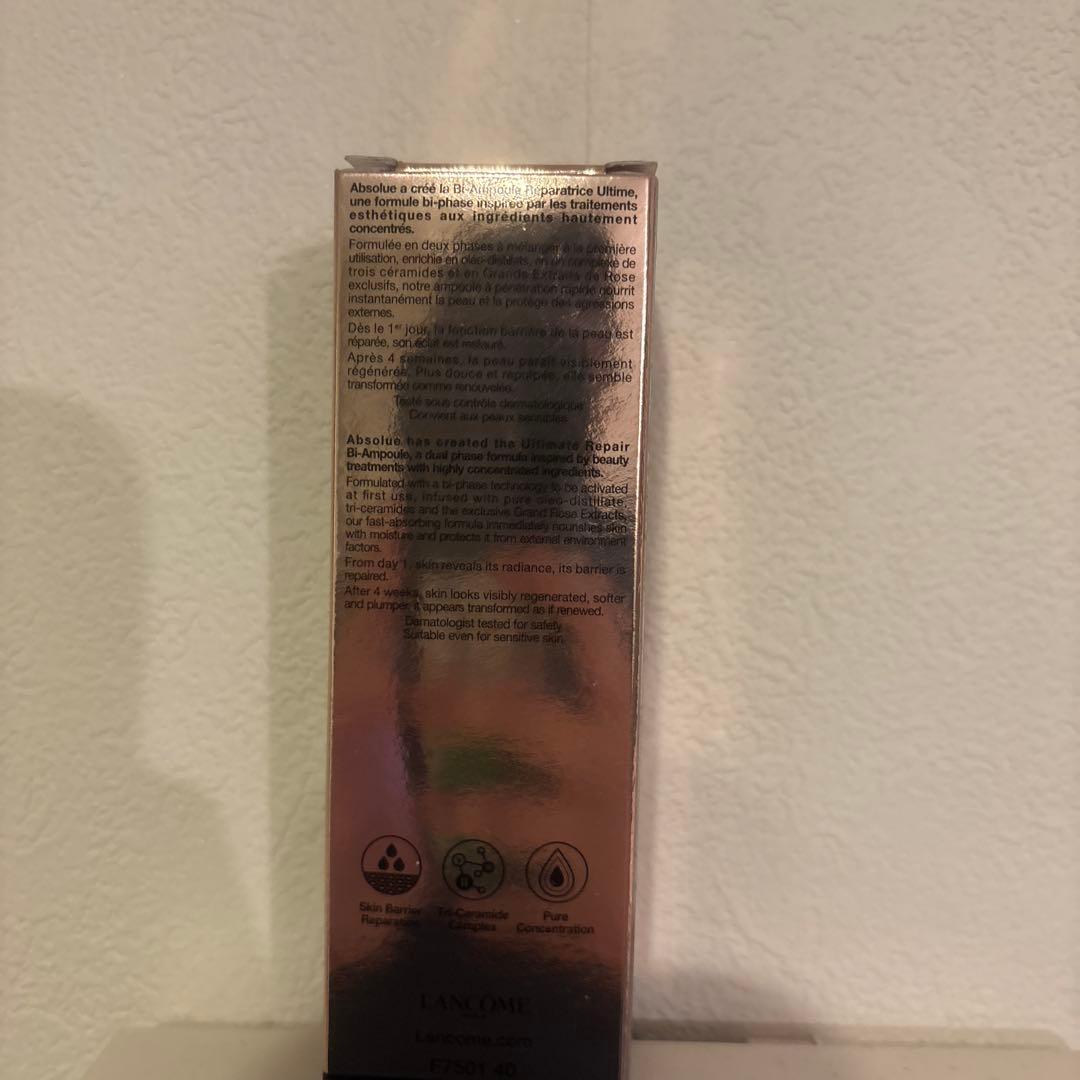 Absolue a créé la Bi-Ampoule Réparatrice Ultime,
une formule bi-phase inspirée par les traitements
esthétiques aux ingrédients hautement
concentrés.
Formulée en deux phases à mélanger à la première
utilisation, enrichie en oléo-distillats, en un complexe de
trois céramides et en Grands Extraits de Rose
exclusifs, notre ampoule à pénétration rapide nourrit
instantanément la peau et la protège des agressions
externes.
Dès le 1er jour, la fonction barrière de la peau est
réparée, son éclat est restauré.
Après 4 semaines, la peau paraît visiblement
régénérée. Plus douce et repulpée, elle semble
transformée comme renouvelée.
Testé sous contrôle dermatologique
Convient aux peaux sensibles
Absolue has created the Ultimate Repair
Bi-Ampoule, a dual phase formula inspired by beauty
treatments with highly concentrated ingredients.
Formulated with a bi-phase technology to be activated
at first use, infused with pure oleo-distillate,
tri-ceramides and the exclusive Grand Rose Extracts,
our fast-absorbing formula immediately nourishes skin
with moisture and protects it from external environment
factors.
From day 1, skin reveals its radiance, its barrier is
repaired.
After 4 weeks, skin looks visibly regenerated, softer
and plumper, it appears transformed as if renewed.
Dermatologist tested for safety
Suitable even for sensitive skin
Skin Barrier
Reparation
Tri-Ceramide
Complex
Pure
Concentration
LANCÔME
Lancome.com
F7501 40